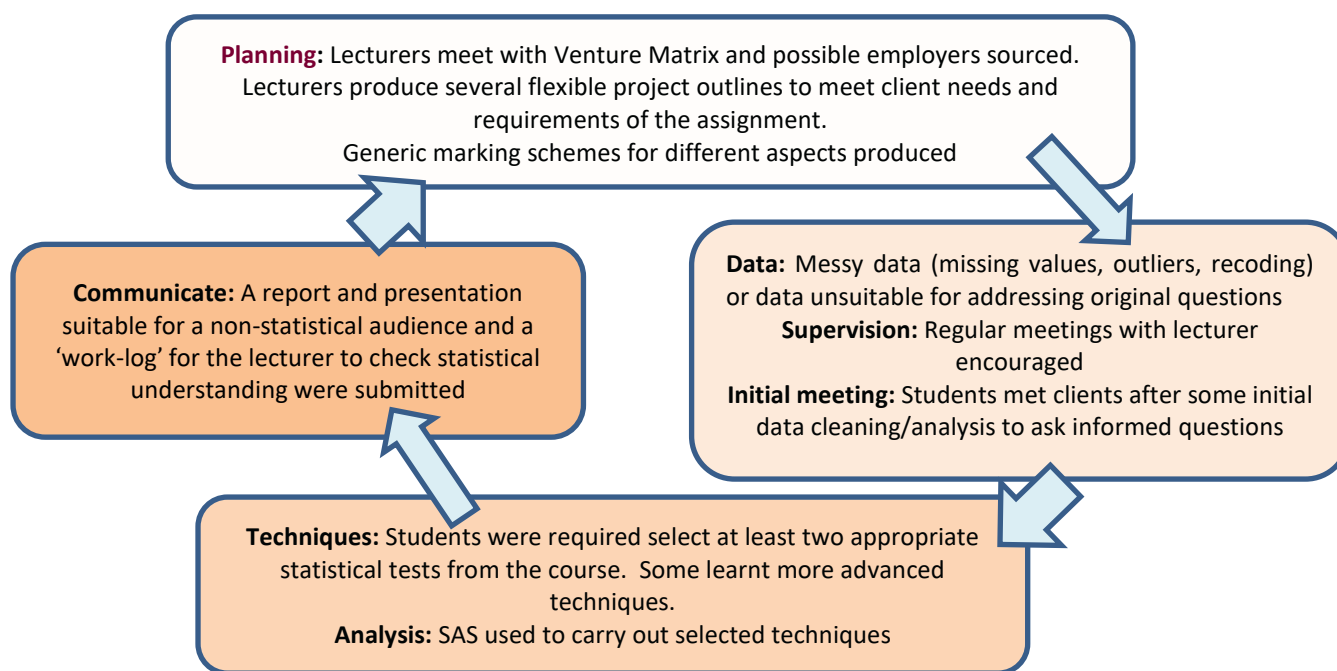 Planning: Lecturers meet with Venture Matrix and possible employers sourced.
Lecturers produce several flexible project outlines to meet client needs and
requirements of the assignment.
Generic marking schemes for different aspects produced
Data: Messy data (missing values, outliers, recoding)
or data unsuitable for addressing original questions
Supervision: Regular meetings with lecturer
encouraged
Initial meeting: Students met clients after some initial
data cleaning/analysis to ask informed questions
Techniques: Students were required select at least two appropriate
statistical tests from the course.  Some learnt more advanced
techniques.
Analysis: SAS used to carry out selected techniques
Communicate: A report and presentation
suitable for a non-statistical audience and a
‘work-log’ for the lecturer to check statistical
understanding were submitted